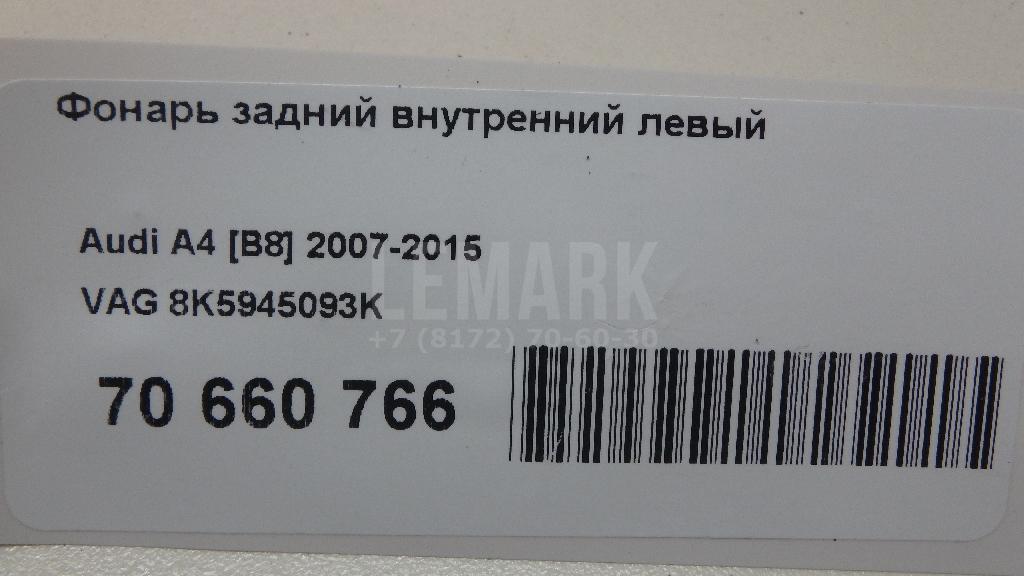 Фонарь задний внутренний левый
Audi A4 [B8] 2007-2015
LEMARK
VAG 8K5945093K
+7 (8172) 70-60-30
70 660 766